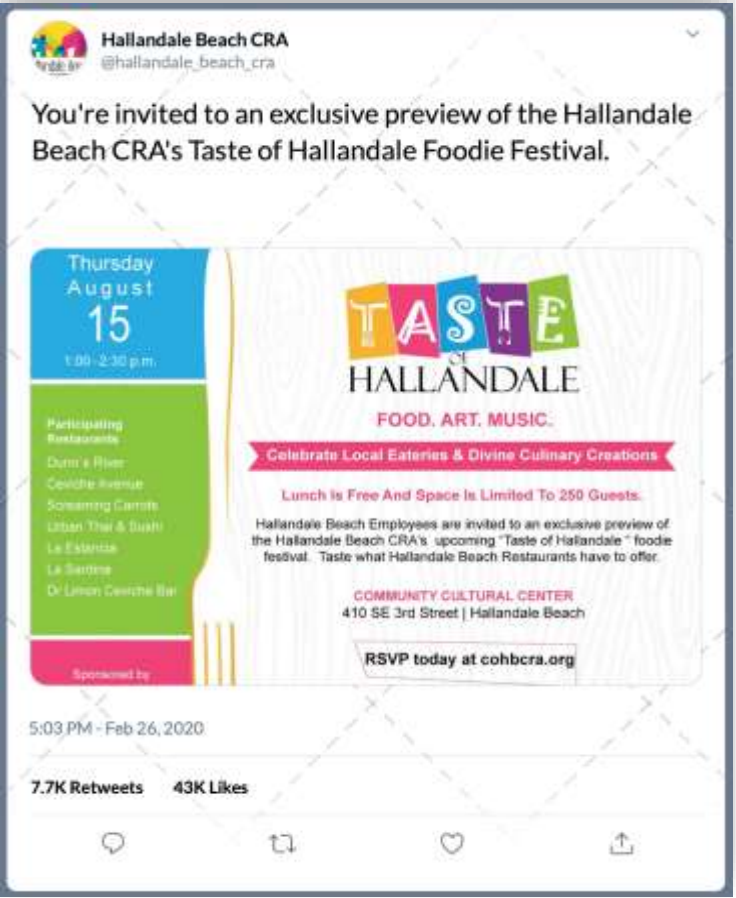 Hallandale Beach CRA
@hallandale_beach_cra
You're invited to an exclusive preview of the Hallandale
Beach CRA's Taste of Hallandale Foodie Festival.
Thursday
August
15
1:00-2:30 p.m.
Participating
Restaurants
Dunn's River
Ceviche Avenue
Screaming Carrots
Urban Thai & Sushi
La Estancia
La Sardina
Dr Limon Ceviche Bar
Sponsored by
TASTE
OF
HALLANDALE
FOOD. ART. MUSIC.
Celebrate Local Eateries & Divine Culinary Creations
Lunch Is Free And Space Is Limited To 250 Guests.
Hallandale Beach Employees are invited to an exclusive preview of
the Hallandale Beach CRA's upcoming "Taste of Hallandale " foodie
festival. Taste what Hallandale Beach Restaurants have to offer.
COMMUNITY CULTURAL CENTER
410 SE 3rd Street | Hallandale Beach
RSVP today at cohbcra.org
5:03 PM - Feb 26, 2020
7.7K Retweets 43K Likes